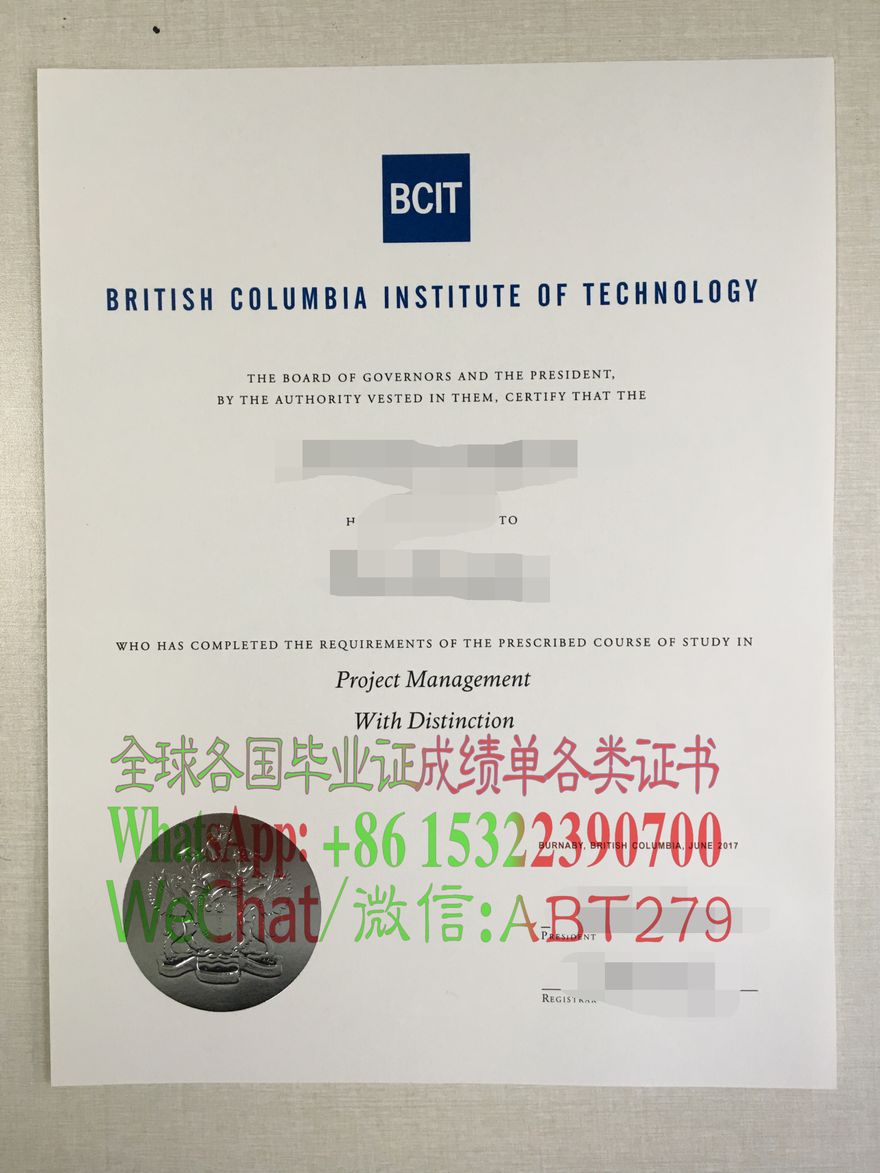 BCIT
BRITISH COLUMBIA INSTITUTE OF TECHNOLOGY
THE BOARD OF GOVERNORS AND THE PRESIDENT,
BY THE AUTHORITY VESTED IN THEM, CERTIFY THAT THE
TO
WHO HAS COMPLETED THE REQUIREMENTS OF THE PRESCRIBED COURSE OF STUDY IN
Project Management
With Distinction
全球各国毕业证成绩单各类证书
WhatsApp: +86 15322390700
BURNABY, BRITISH COLUMBIA, JUNE 2017
WeChat/微信:ABT279
PRESIDENT
REGISTRAR